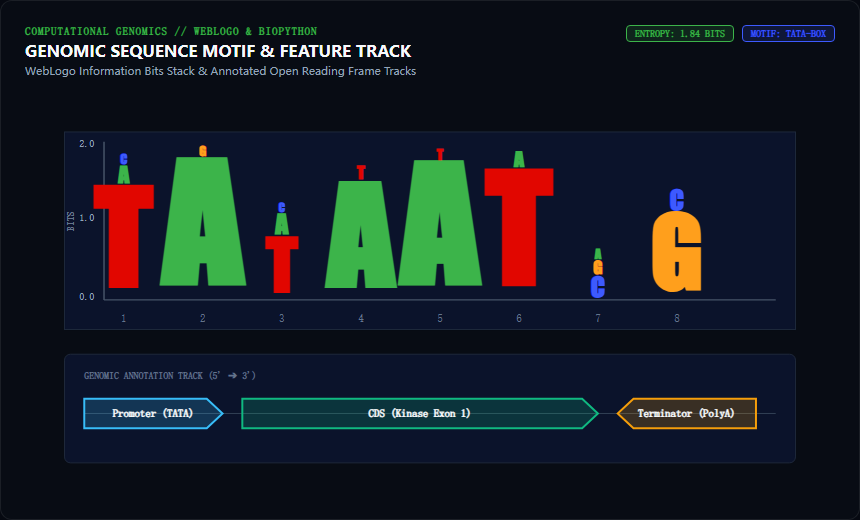 COMPUTATIONAL GENOMICS // WEBLOGO & BIOPYTHON
GENOMIC SEQUENCE MOTIF & FEATURE TRACK
WebLogo Information Bits Stack & Annotated Open Reading Frame Tracks
ENTROPY: 1.84 BITS
MOTIF: TATA-BOX
2.0
1.0
0.0
BITS
C
A
T
G
A
C
A
T
T
A
T
A
A
T
A
G
C
C
G
1 2 3 4 5 6 7 8
GENOMIC ANNOTATION TRACK (5' ➔ 3')
Promoter (TATA)
CDS (Kinase Exon 1)
Terminator (PolyA)